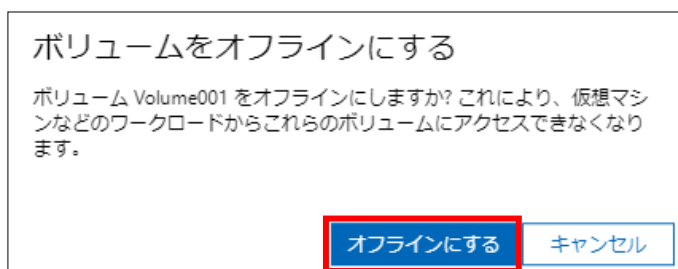 ボリュームをオフラインにする
ボリューム Volume001 をオフラインにしますか? これにより、仮想マシ
ンなどのワークロードからこれらのボリュームにアクセスできなくなり
ます。
オフラインにする キャンセル